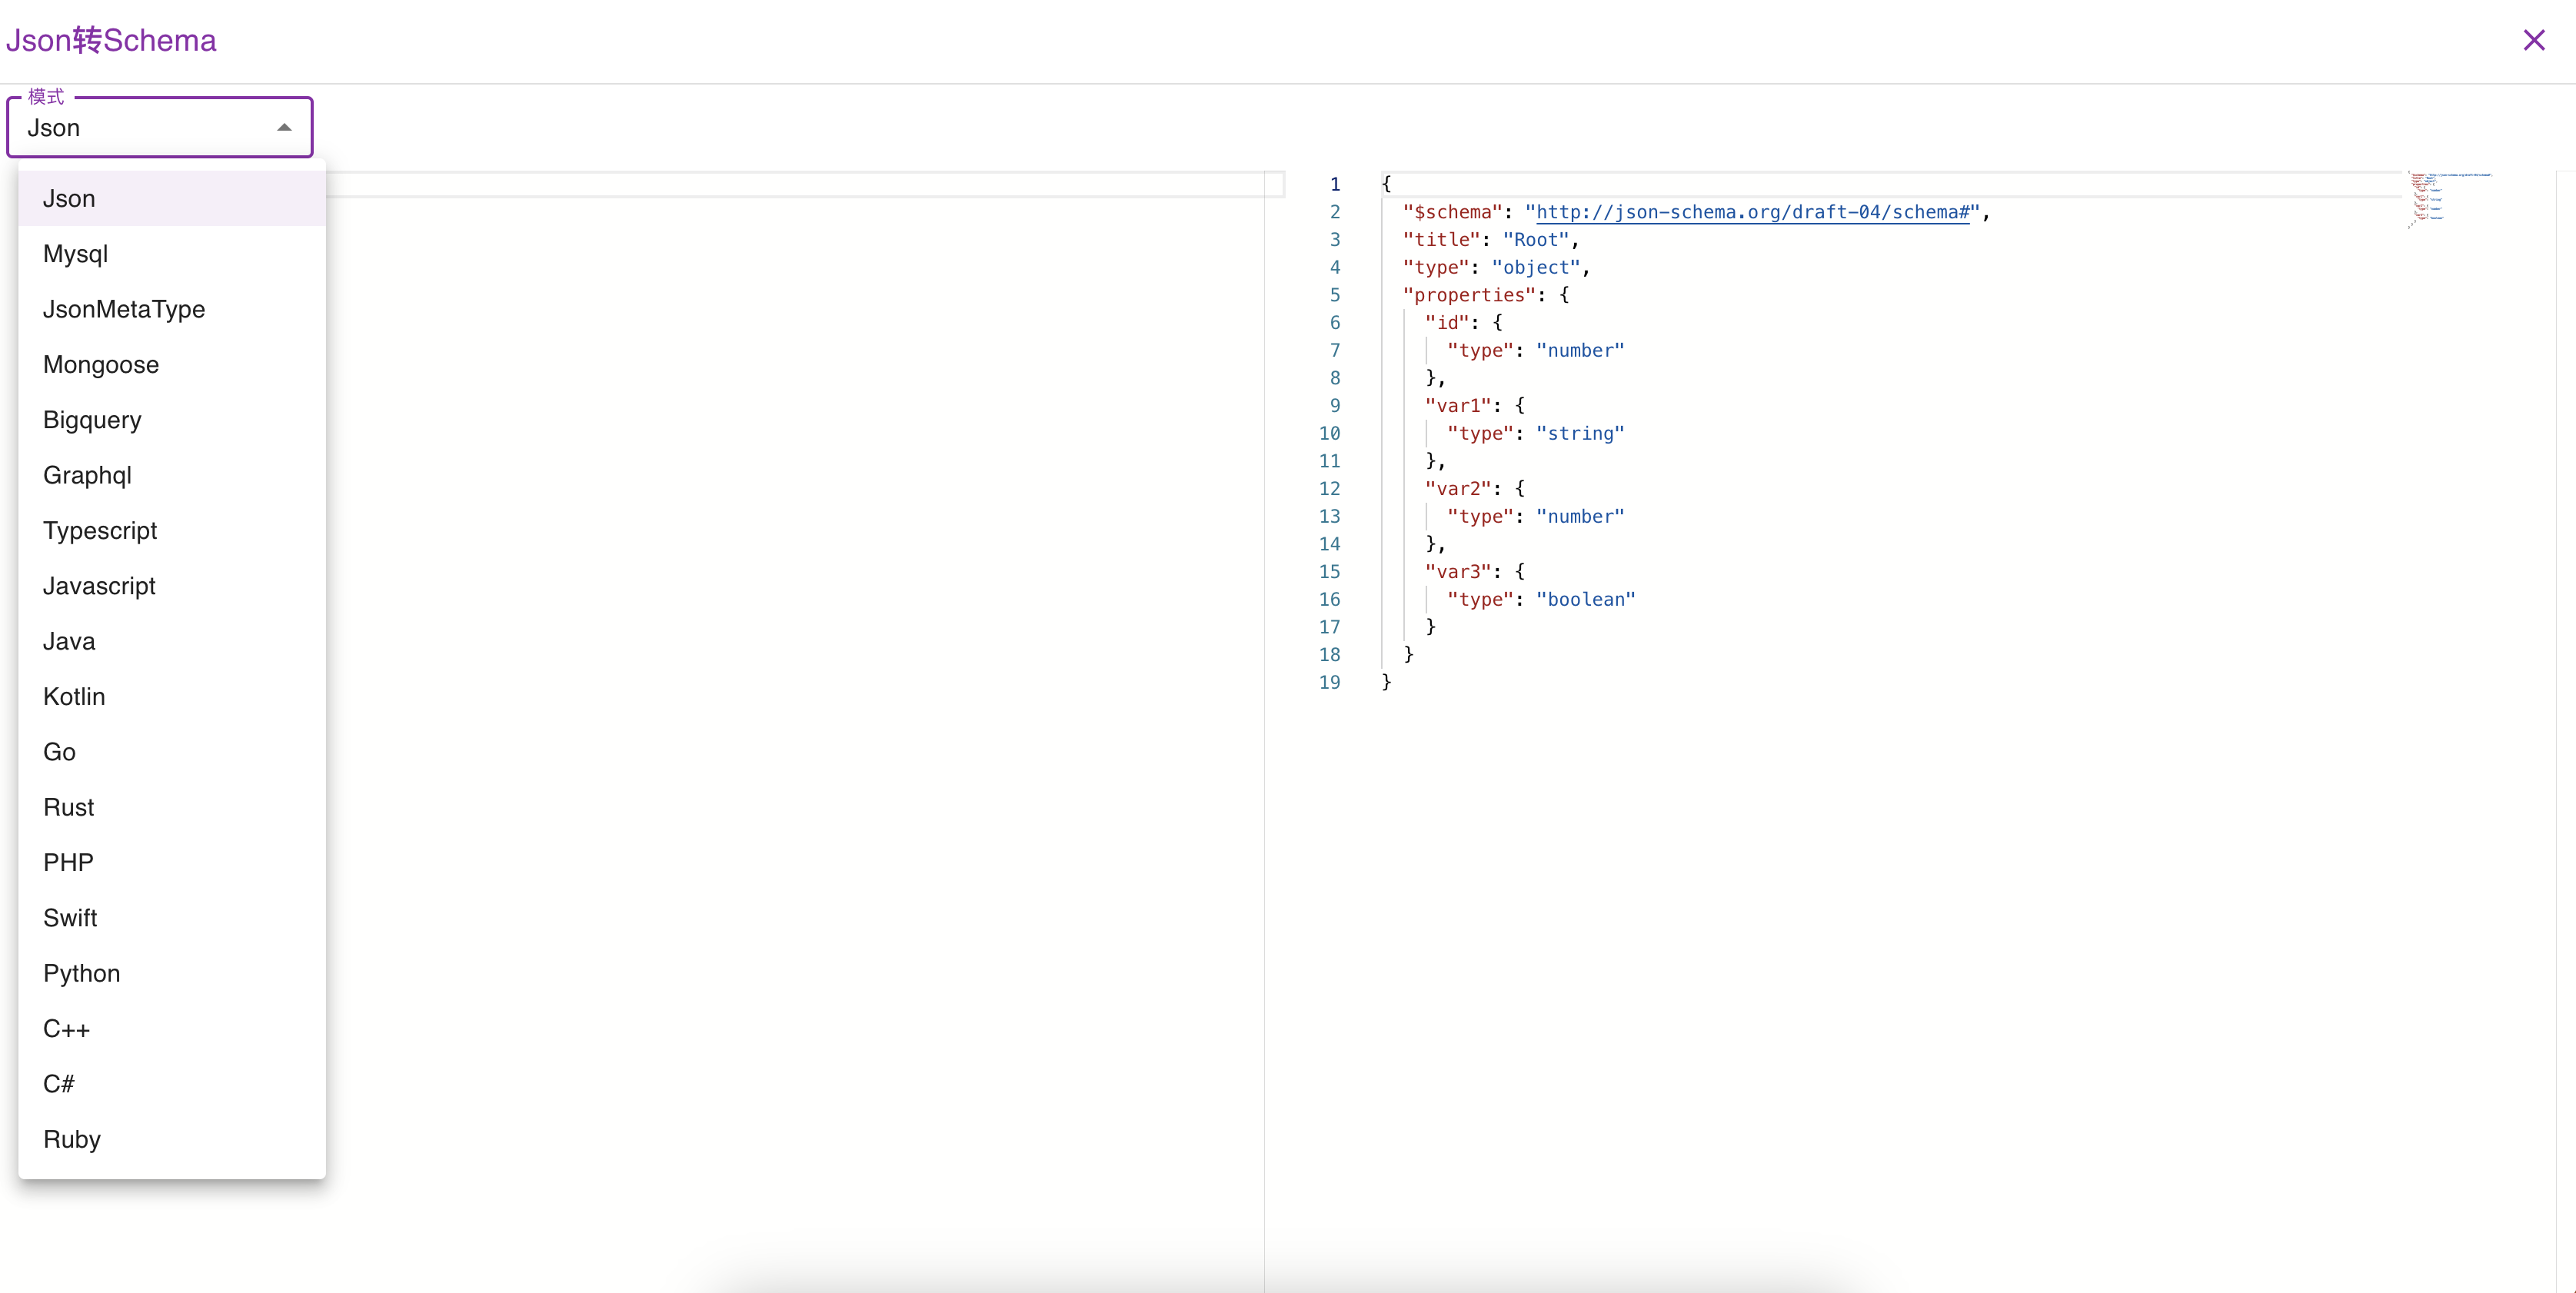 Json转Schema
模式
Json
Json
Mysql
JsonMetaType
Mongoose
Bigquery
Graphql
Typescript
Javascript
Java
Kotlin
Go
Rust
PHP
Swift
Python
C++
C#
Ruby
1 {
2 "$schema": "http://json-schema.org/draft-04/schema#",
3 "title": "Root",
4 "type": "object",
5 "properties": {
6 "id": {
7 "type": "number"
8 },
9 "var1": {
10 "type": "string"
11 },
12 "var2": {
13 "type": "number"
14 },
15 "var3": {
16 "type": "boolean"
17 }
18 }
19 }